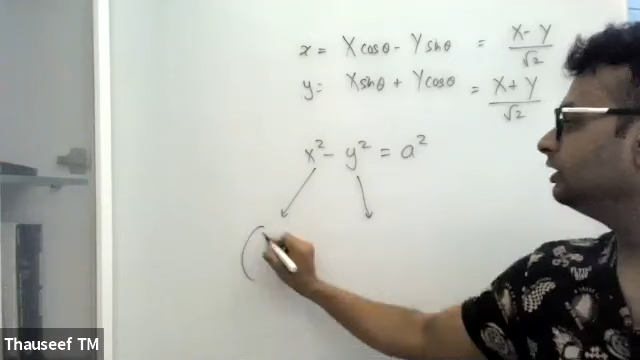 x = X cosθ - Y sinθ = X - Y / √2
y = X sinθ + Y cosθ = X + Y / √2
x² - y² = a²
(
Thauseef TM